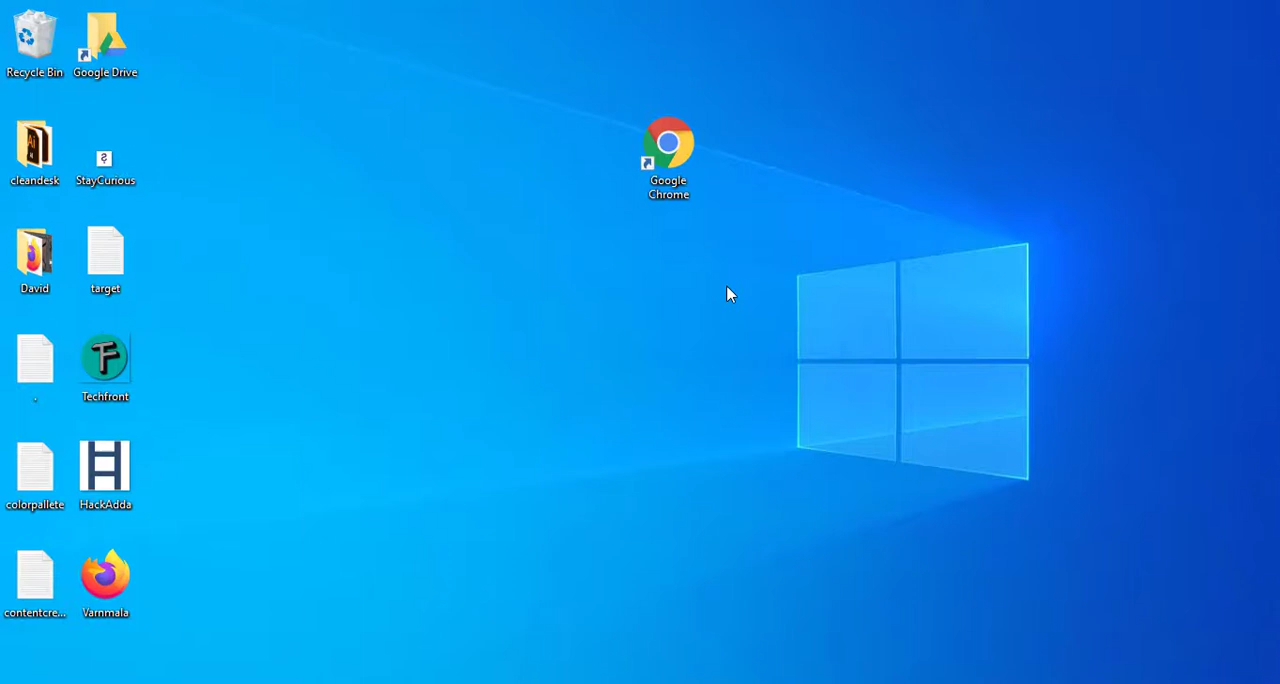 Recycle Bin
Google Drive
Google
Chrome
cleandesk
StayCurious
David
target
.
Techfront
colorpallete
HackAdda
contentcre...
Varnmala